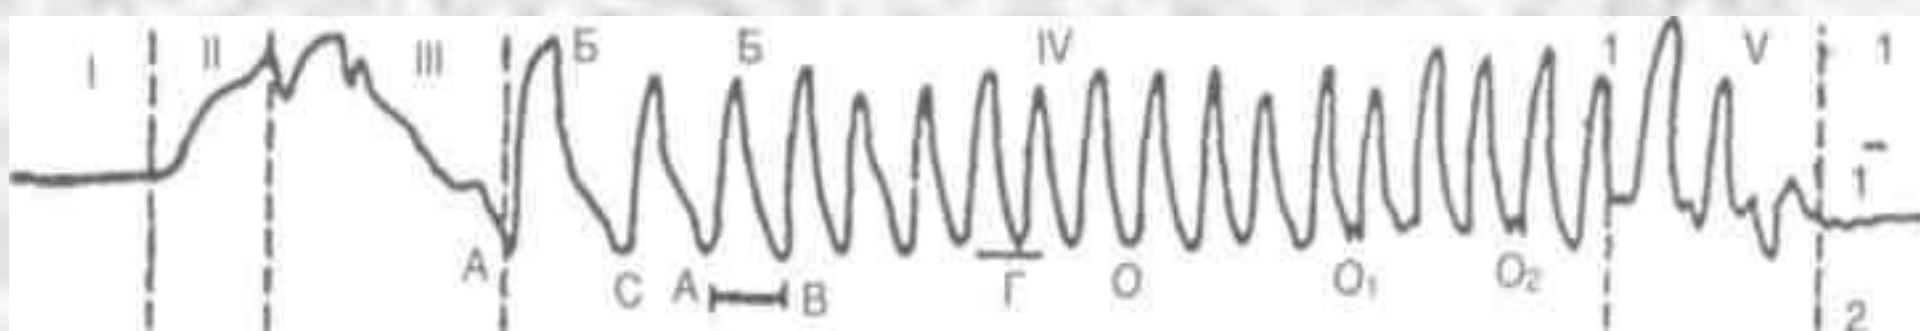 I II III Б Б IV 1 V 1
1
А С А В Г О О₁ О₂ 2